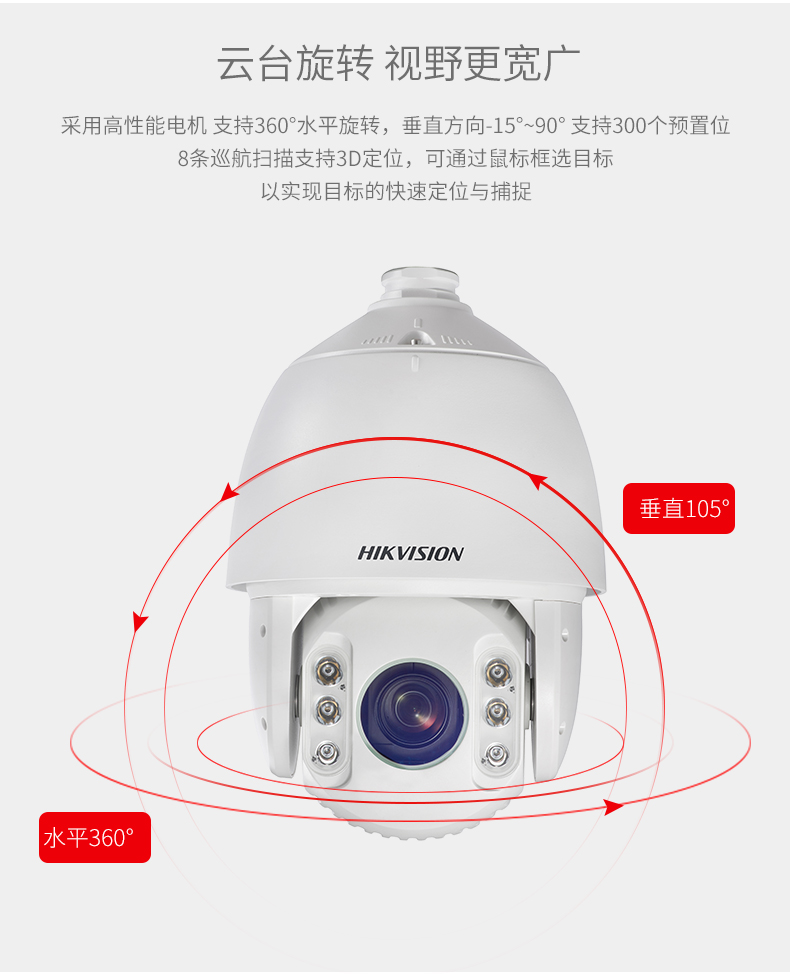 云台旋转 视野更宽广
采用高性能电机 支持360°水平旋转，垂直方向-15°~90° 支持300个预置位
8条巡航扫描支持3D定位，可通过鼠标框选目标
以实现目标的快速定位与捕捉
垂直105°
HIKVISION
水平360°